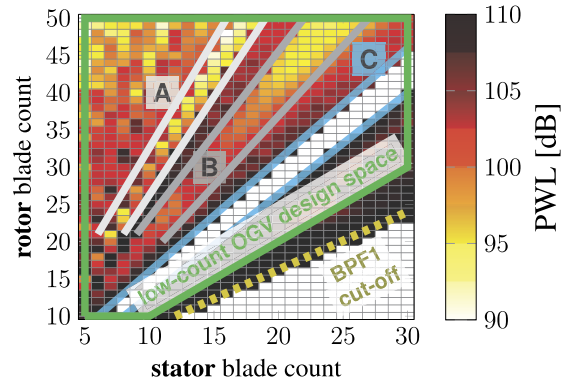 50
45
40
35
30
25
20
15
10
rotor blade count
5
10
15
20
25
30
stator blade count
A
B
C
low-count OGV design space
BPF1
cut-off
110
105
100
95
90
PWL [dB]